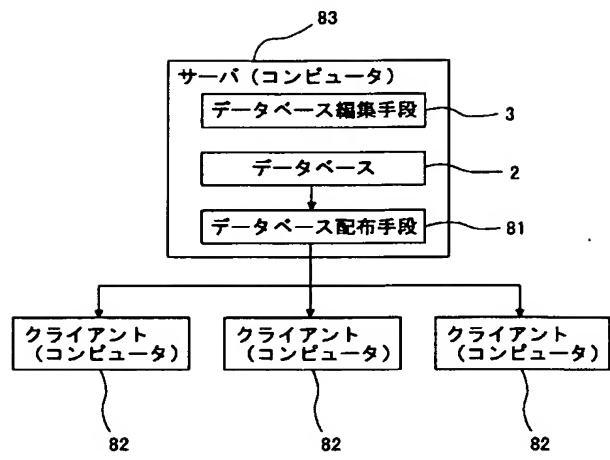 83
サーバ(コンピュータ)
データベース編集手段
3
データベース
2
データベース配布手段
81
クライアント
(コンピュータ)
クライアント
(コンピュータ)
クライアント
(コンピュータ)
82
82
82